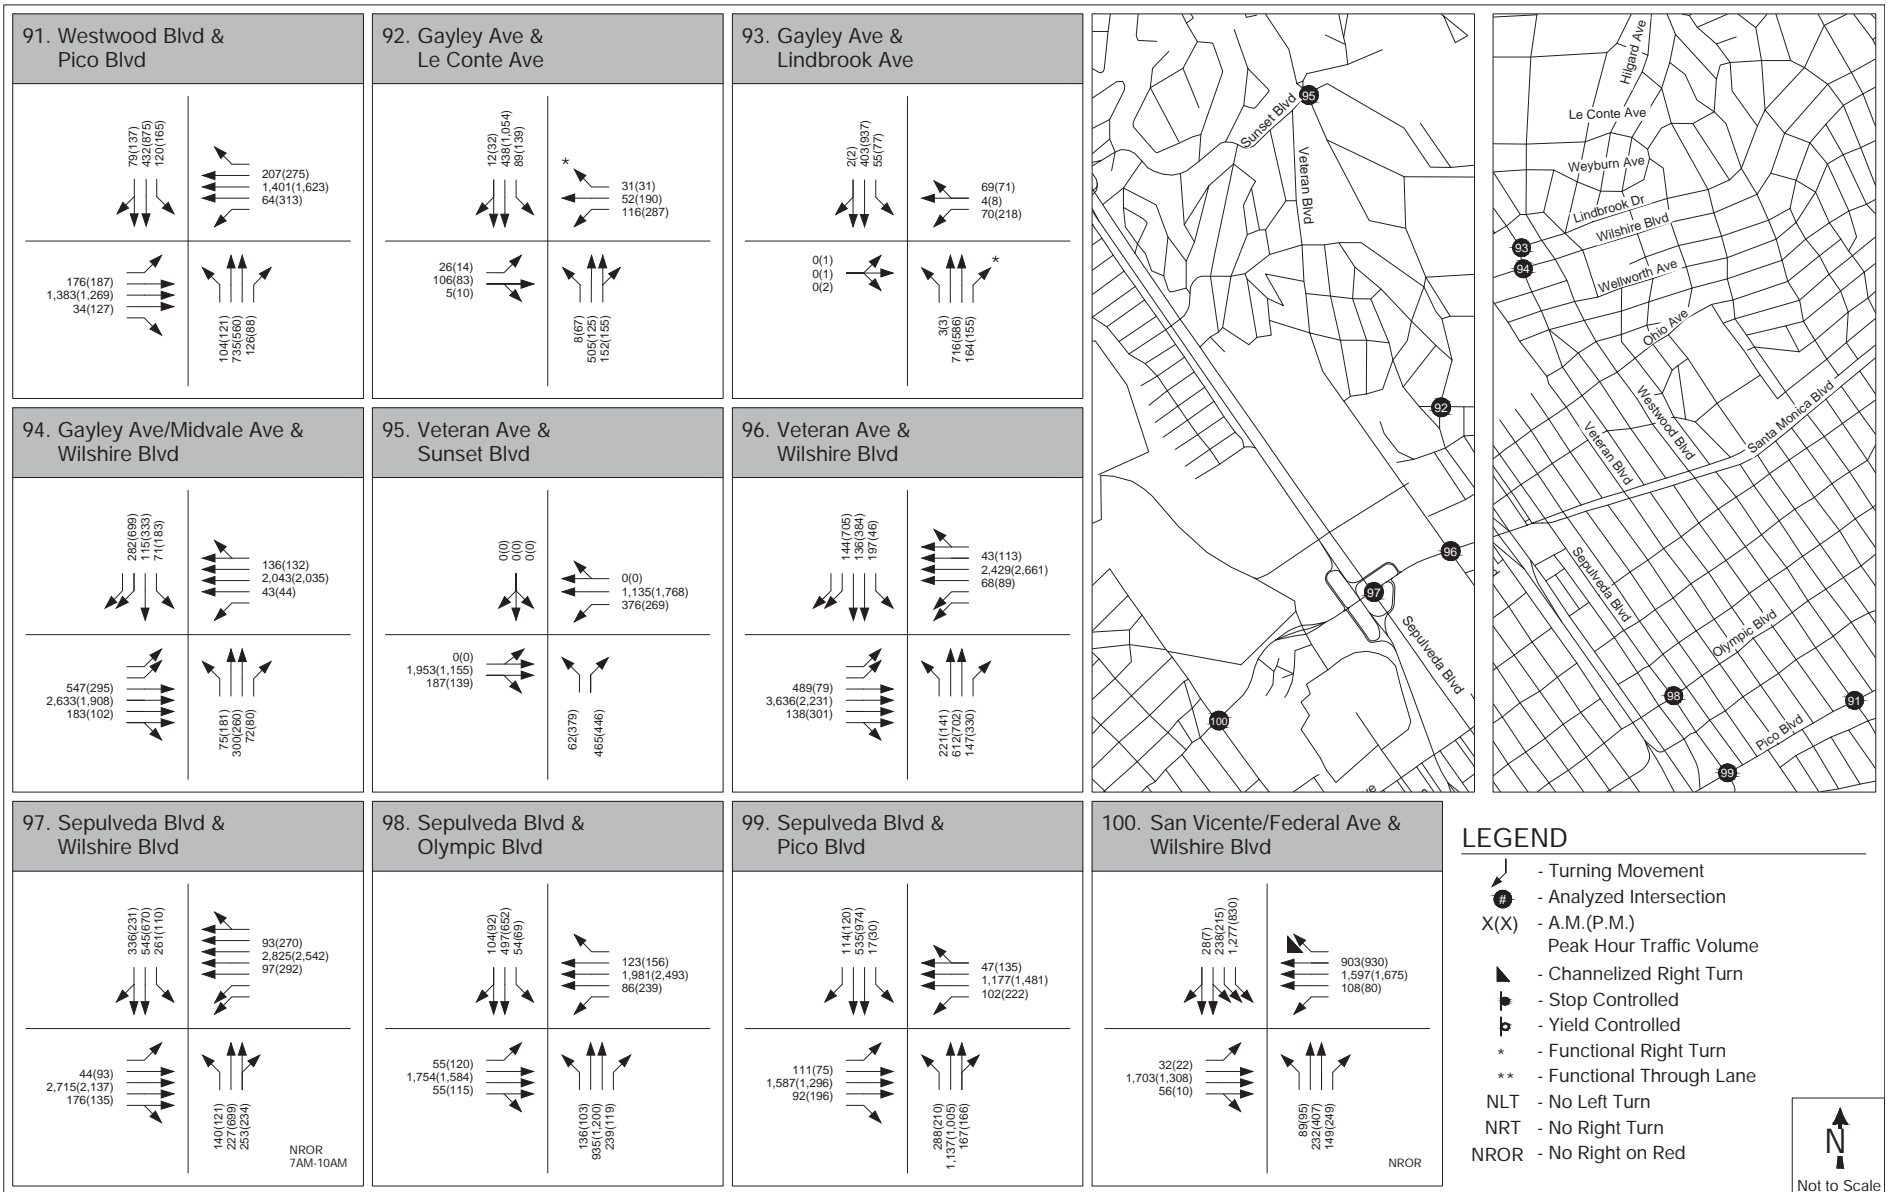 91. Westwood Blvd &
Pico Blvd
79(137)
432(875)
120(165)
207(275)
1,401(1,623)
64(313)
176(187)
1,383(1,269)
34(127)
104(121)
735(560)
126(88)
92. Gayley Ave &
Le Conte Ave
12(32)
438(1,054)
89(139)
*
31(31)
52(190)
116(287)
26(14)
106(83)
5(10)
8(67)
505(125)
152(155)
93. Gayley Ave &
Lindbrook Ave
2(2)
403(937)
55(77)
69(71)
4(8)
70(218)
0(1)
0(1)
0(2)
*
3(3)
716(586)
164(155)
94. Gayley Ave/Midvale Ave &
Wilshire Blvd
282(699)
115(333)
71(183)
136(132)
2,043(2,035)
43(44)
547(295)
2,633(1,908)
183(102)
75(181)
300(260)
72(80)
95. Veteran Ave &
Sunset Blvd
0(0)
0(0)
0(0)
0(0)
1,135(1,768)
376(269)
0(0)
1,953(1,155)
187(139)
62(379)
465(446)
96. Veteran Ave &
Wilshire Blvd
144(705)
136(384)
197(46)
43(113)
2,429(2,661)
68(89)
489(79)
3,636(2,231)
138(301)
221(141)
612(702)
147(330)
97. Sepulveda Blvd &
Wilshire Blvd
336(231)
545(670)
261(110)
93(270)
2,825(2,542)
97(292)
44(93)
2,715(2,137)
176(135)
140(121)
227(699)
253(234)
NROR
7AM-10AM
98. Sepulveda Blvd &
Olympic Blvd
104(92)
497(652)
54(69)
123(156)
1,981(2,493)
86(239)
55(120)
1,754(1,584)
55(115)
136(103)
935(1,200)
239(119)
99. Sepulveda Blvd &
Pico Blvd
114(120)
535(974)
17(30)
47(135)
1,177(1,481)
102(222)
111(75)
1,587(1,296)
92(196)
288(210)
1,137(1,005)
167(166)
100. San Vicente/Federal Ave &
Wilshire Blvd
28(7)
238(215)
1,277(830)
903(930)
1,597(1,675)
108(80)
32(22)
1,703(1,308)
56(10)
89(95)
232(407)
149(249)
NROR
95
Sunset Blvd
Veteran Blvd
92
96
97
Sepulveda Blvd
100
ve
Hilgard Ave
Le Conte Ave
Weyburn Ave
Lindbrook Dr
Wilshire Blvd
93
94
Wellworth Ave
Ohio Ave
Westwood Blvd
Santa Monica Blvd
Veteran Blvd
d
Sepulveda Blvd
Olympic Blvd
98
91
Pico Blvd
99
LEGEND
- Turning Movement
# - Analyzed Intersection
X(X) - A.M.(P.M.)
Peak Hour Traffic Volume
- Channelized Right Turn
- Stop Controlled
- Yield Controlled
* - Functional Right Turn
** - Functional Through Lane
NLT - No Left Turn
NRT - No Right Turn
NROR - No Right on Red
N
Not to Scale